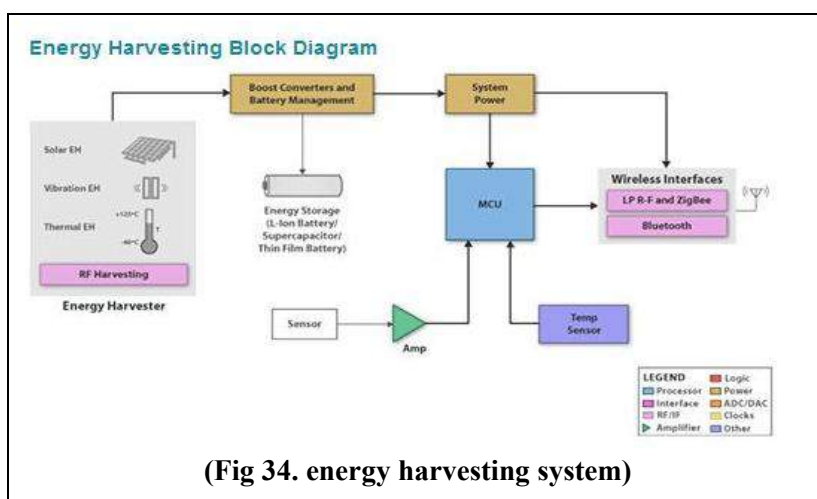 Energy Harvesting Block Diagram
Boost Converters and
Battery Management
System
Power
Solar EH
Vibration EH
Thermal EH
+125°C
T
-40°C
RF Harvesting
Energy Harvester
Energy Storage
(L-Ion Battery/
Supercapacitor/
Thin Film Battery)
MCU
Wireless Interfaces
LP R-F and ZigBee
Bluetooth
Sensor
Amp
Temp
Sensor
LEGEND
Processor
Interface
RF/IF
Amplifier
Logic
Power
ADC/DAC
Clocks
Other
(Fig 34. energy harvesting system)